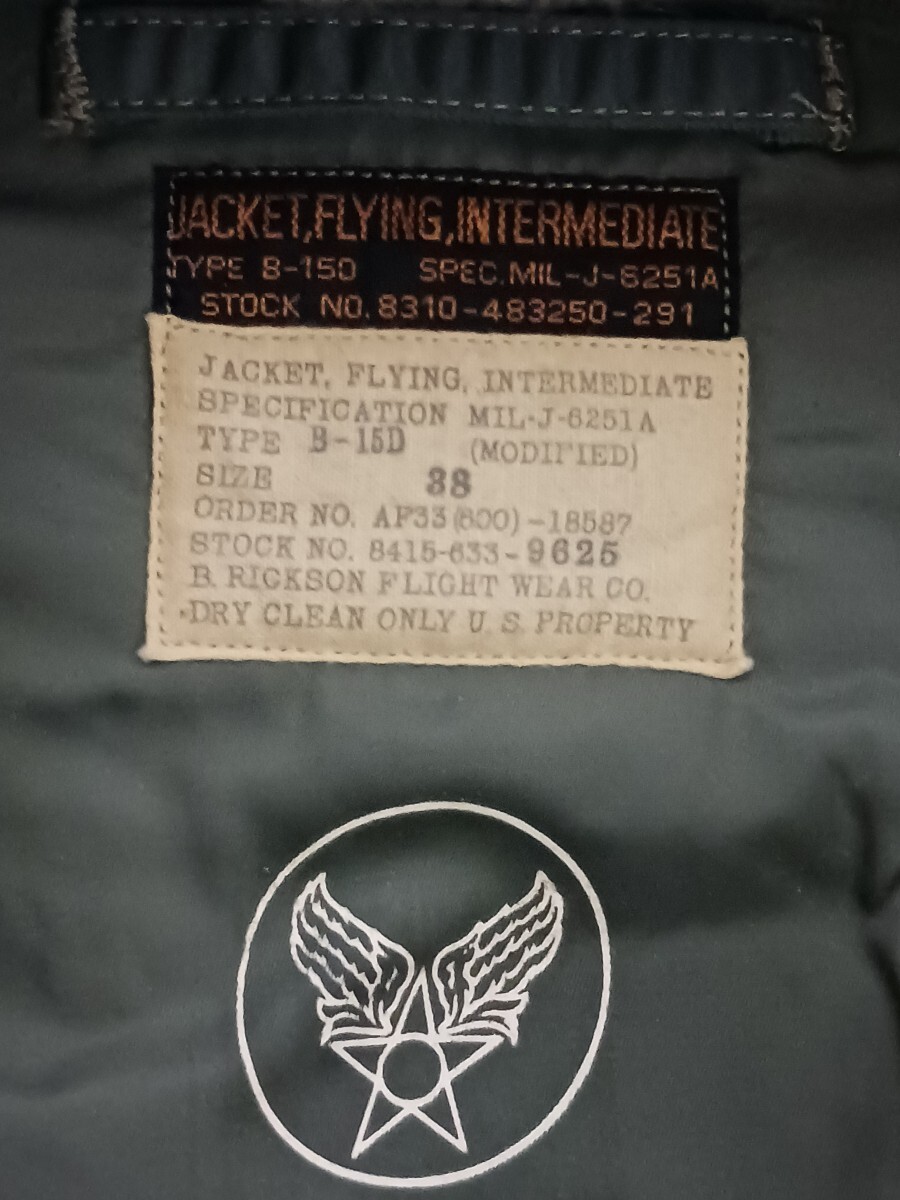 JACKET,FLYING,INTERMEDIATE
TYPE B-15D SPEC.MIL-J-6251A
STOCK NO. 8310-483250-291
JACKET, FLYING, INTERMEDIATE
SPECIFICATION MIL-J-6251A
TYPE B-15D (MODIFIED)
SIZE 38
ORDER NO. AF33(600)-18587
STOCK NO. 8415-633-9625
B. RICKSON FLIGHT WEAR CO.
DRY CLEAN ONLY U.S. PROPERTY